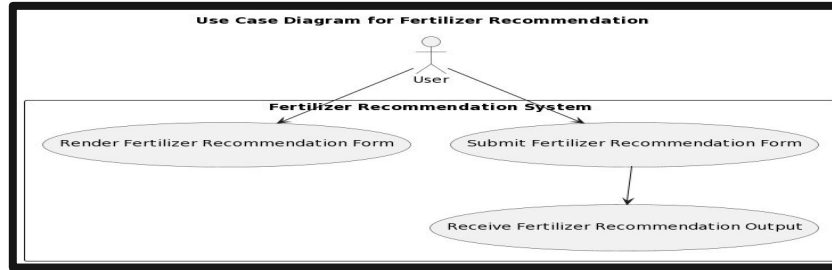 Use Case Diagram for Fertilizer Recommendation
User
Fertilizer Recommendation System
Render Fertilizer Recommendation Form
Submit Fertilizer Recommendation Form
Receive Fertilizer Recommendation Output